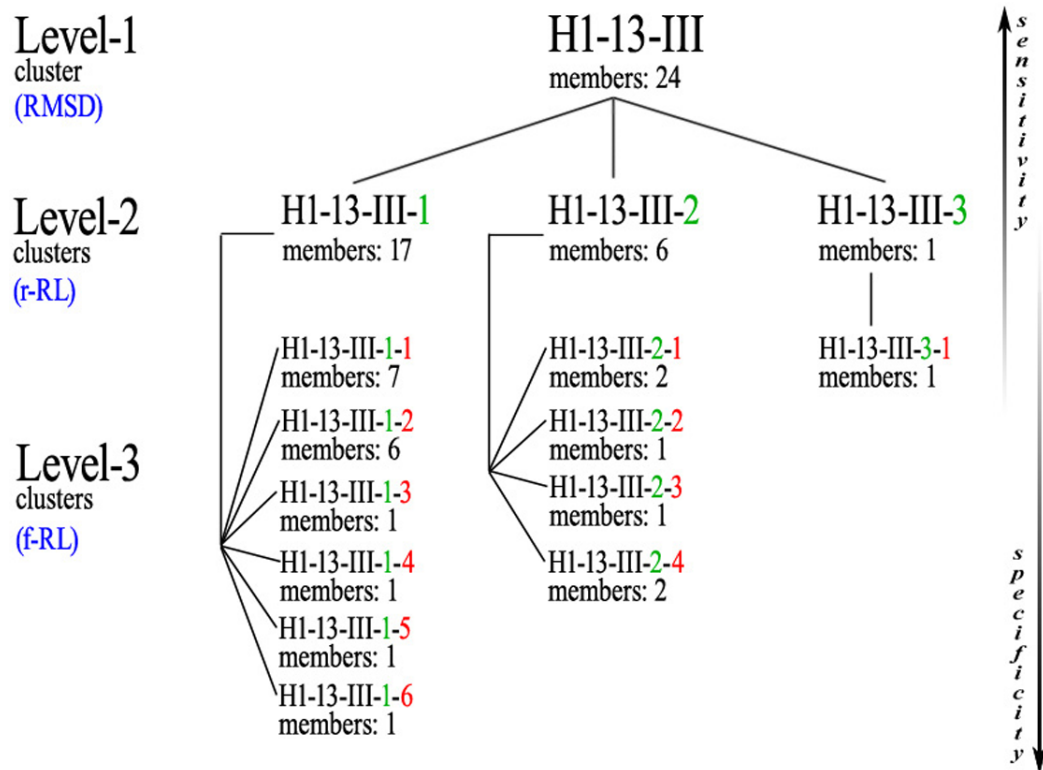 Level-1
cluster
(RMSD)
H1-13-III
members: 24
Level-2
clusters
(r-RL)
H1-13-III-1
members: 17
H1-13-III-2
members: 6
H1-13-III-3
members: 1
Level-3
clusters
(f-RL)
H1-13-III-1-1
members: 7
H1-13-III-1-2
members: 6
H1-13-III-1-3
members: 1
H1-13-III-1-4
members: 1
H1-13-III-1-5
members: 1
H1-13-III-1-6
members: 1
H1-13-III-2-1
members: 2
H1-13-III-2-2
members: 1
H1-13-III-2-3
members: 1
H1-13-III-2-4
members: 2
H1-13-III-3-1
members: 1
sensitivity
specificity